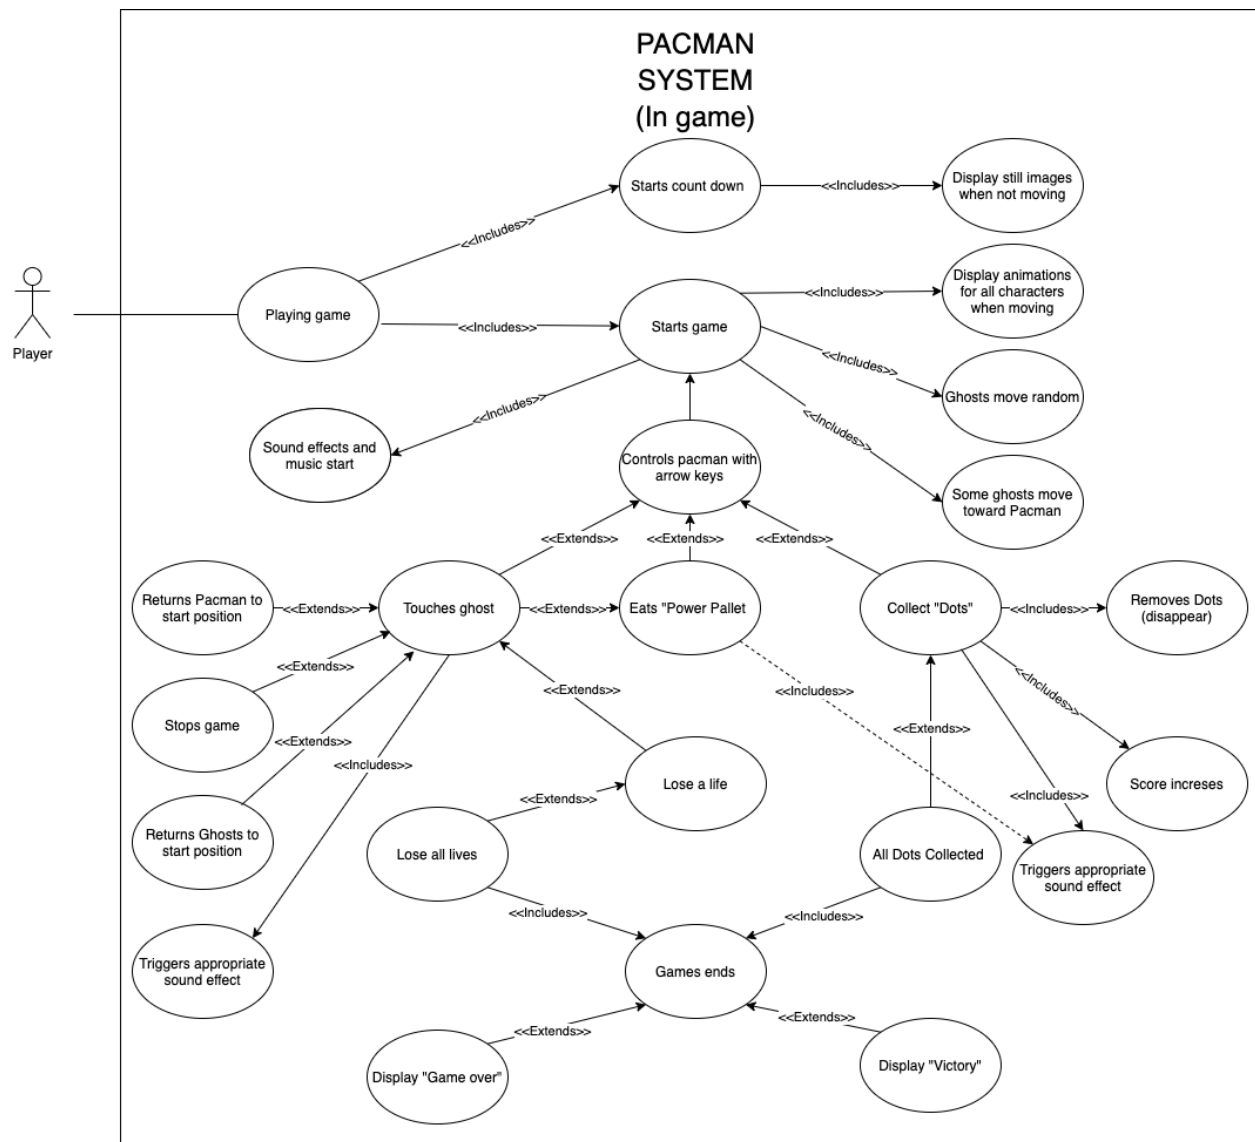 PACMAN
SYSTEM
(In game)
Starts count down
<<Includes>>
Display still images
when not moving
<<Includes>>
Display animations
for all characters
when moving
<<Includes>>
Playing game
<<Includes>>
Starts game
<<Includes>>
Player
<<Includes>>
Ghosts move random
<<Includes>>
Sound effects and
music start
Controls pacman with
arrow keys
Some ghosts move
toward Pacman
<<Extends>>
<<Extends>>
<<Extends>>
Returns Pacman to
start position
<<Extends>>
Touches ghost
<<Extends>>
Eats "Power Pallet
Collect "Dots"
<<Includes>>
Removes Dots
(disappear)
<<Extends>>
<<Extends>>
<<Includes>>
<<Includes>>
Stops game
<<Extends>>
<<Extends>>
<<Includes>>
Lose a life
Score increses
<<Extends>>
<<Includes>>
Returns Ghosts to
start position
Lose all lives
All Dots Collected
Triggers appropriate
sound effect
<<Includes>>
<<Includes>>
Triggers appropriate
sound effect
Games ends
<<Extends>>
<<Extends>>
Display "Game over"
Display "Victory"